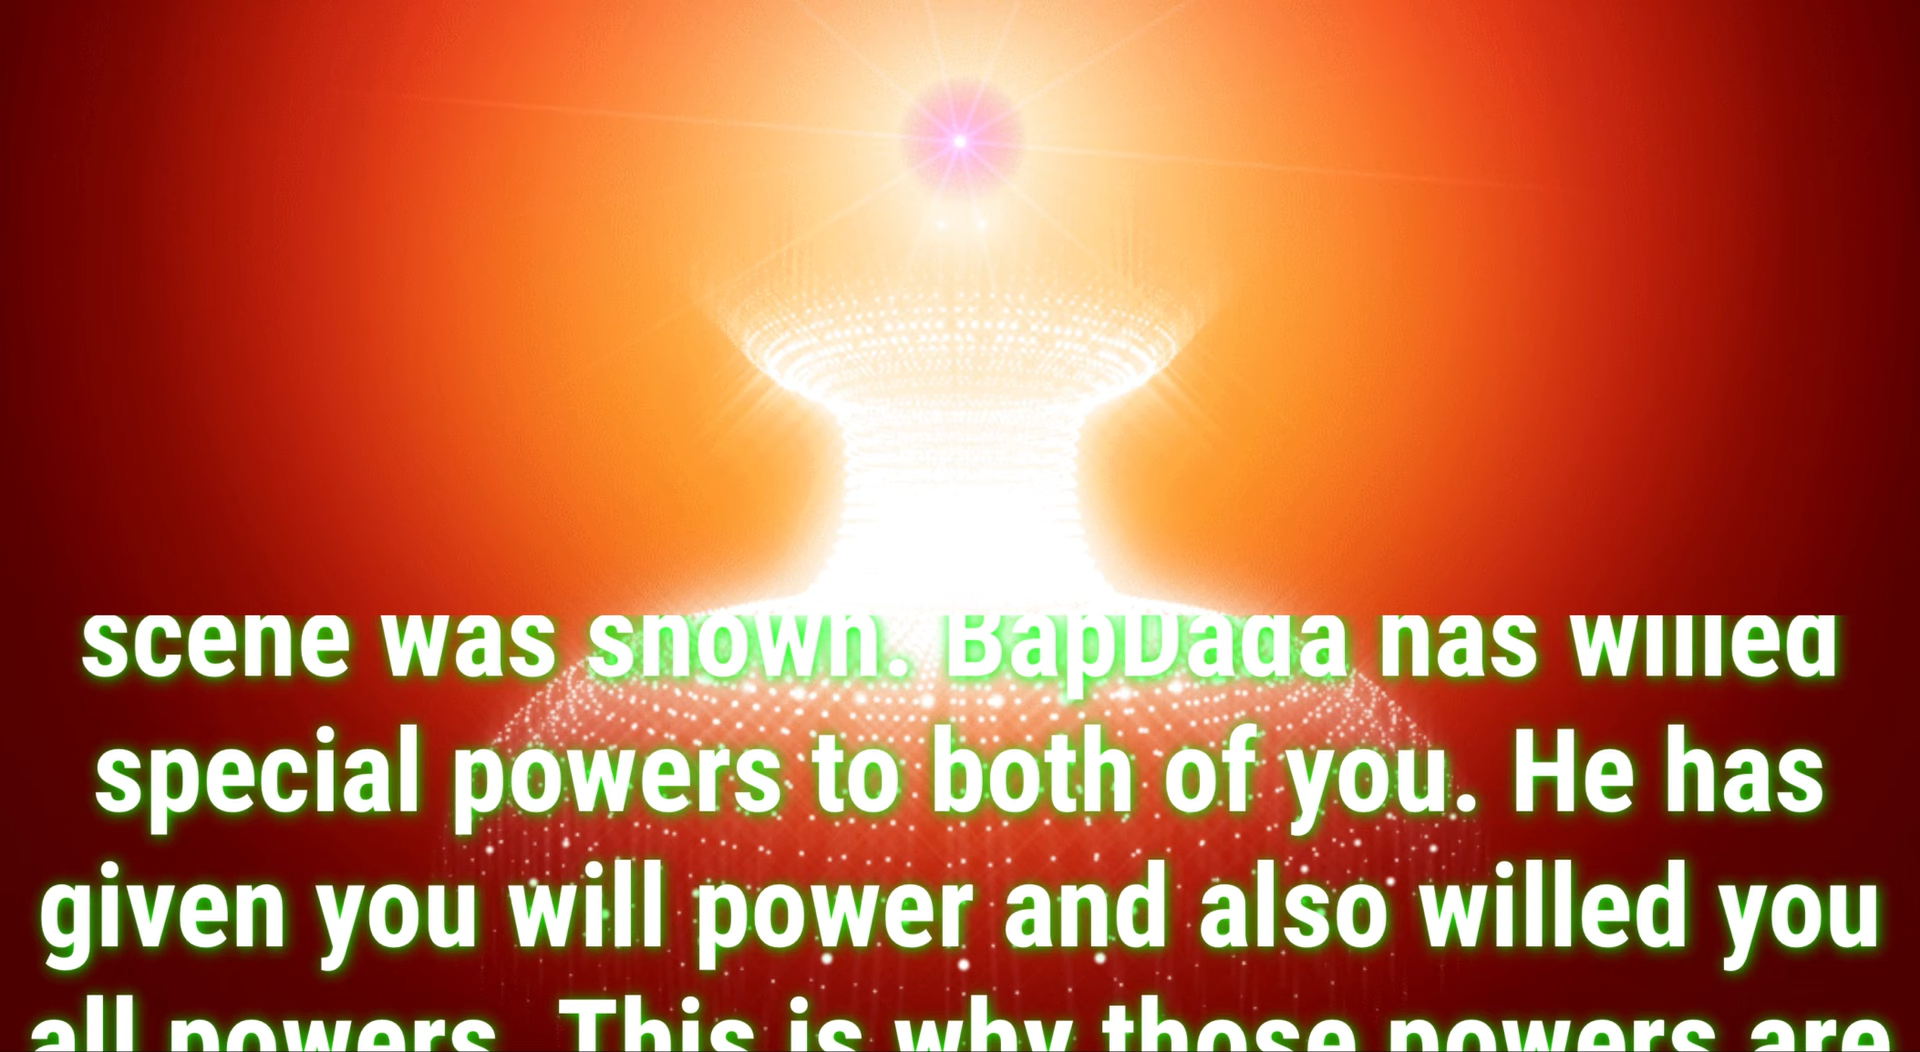 scene was shown. BapDada has willed
special powers to both of you. He has
given you will power and also willed you
all powers. This is why those powers are